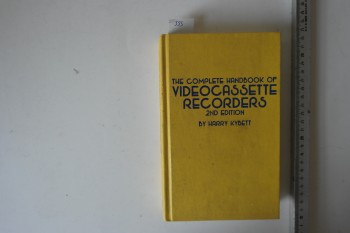 THE COMPLETE HANDBOOK OF
VIDEOCASSETTE
RECORDERS
2ND EDITION
BY HARRY KYBETT